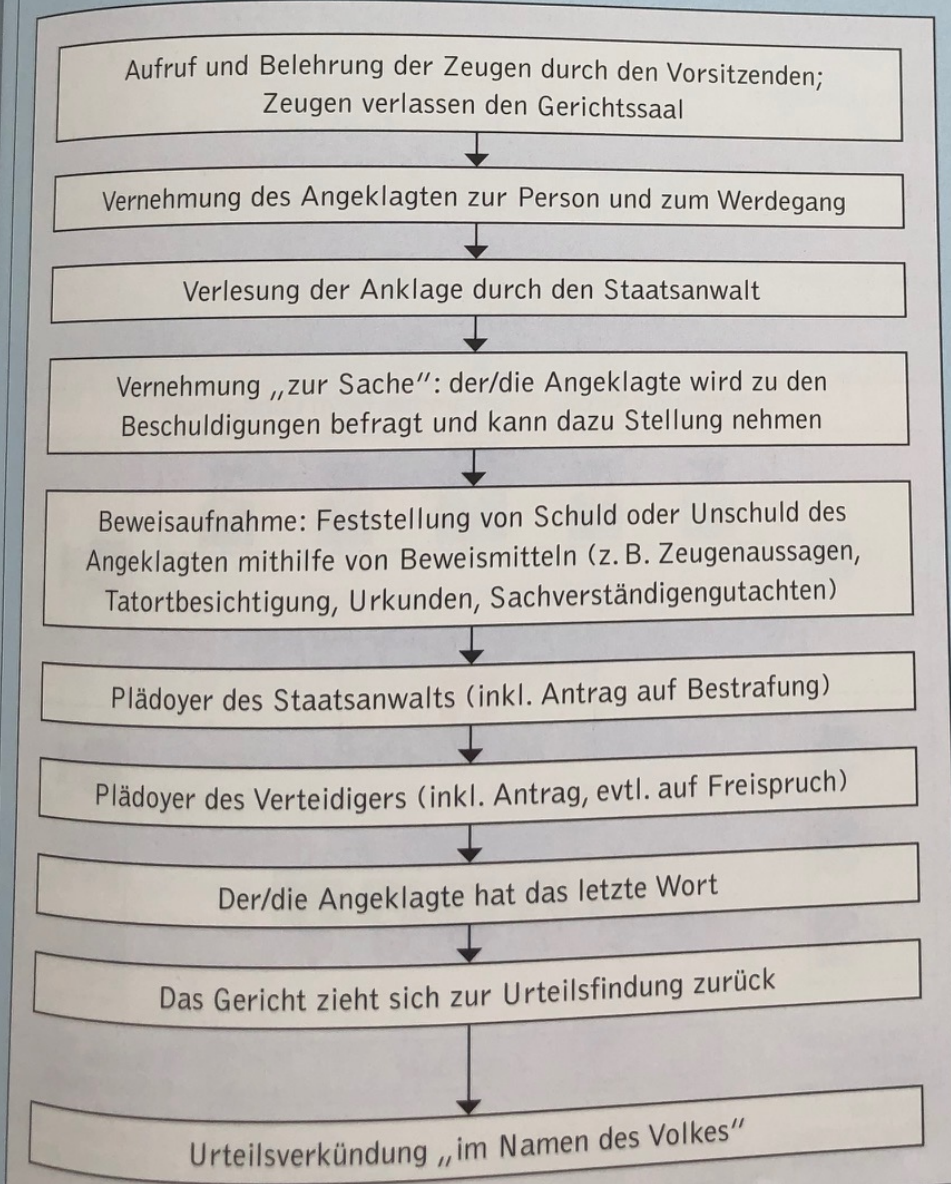 Aufruf und Belehrung der Zeugen durch den Vorsitzenden;
Zeugen verlassen den Gerichtssaal
Vernehmung des Angeklagten zur Person und zum Werdegang
Verlesung der Anklage durch den Staatsanwalt
Vernehmung „zur Sache“: der/die Angeklagte wird zu den
Beschuldigungen befragt und kann dazu Stellung nehmen
Beweisaufnahme: Feststellung von Schuld oder Unschuld des
Angeklagten mithilfe von Beweismitteln (z. B. Zeugenaussagen,
Tatortbesichtigung, Urkunden, Sachverständigengutachten)
Plädoyer des Staatsanwalts (inkl. Antrag auf Bestrafung)
Plädoyer des Verteidigers (inkl. Antrag, evtl. auf Freispruch)
Der/die Angeklagte hat das letzte Wort
Das Gericht zieht sich zur Urteilsfindung zurück
Urteilsverkündung „im Namen des Volkes“